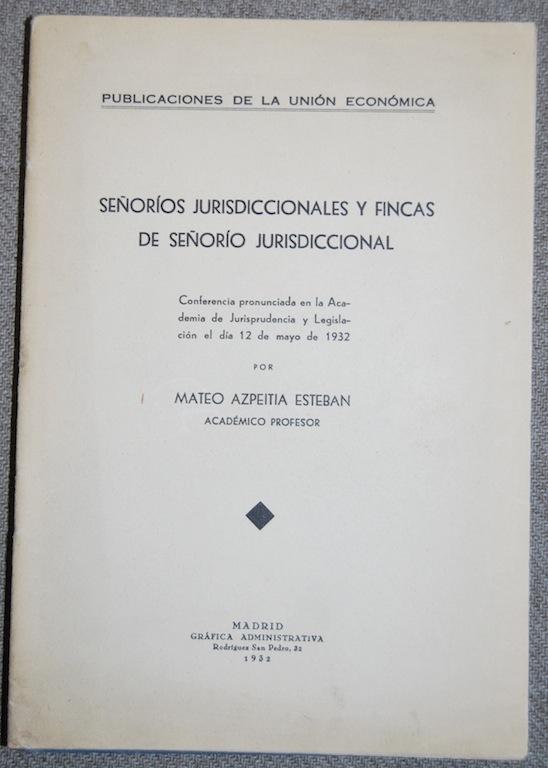 PUBLICACIONES DE LA UNIÓN ECONÓMICA
SEÑORÍOS JURISDICCIONALES Y FINCAS
DE SEÑORÍO JURISDICCIONAL
Conferencia pronunciada en la Aca-
demia de Jurisprudencia y Legisla-
ción el día 12 de mayo de 1932
POR
MATEO AZPEITIA ESTEBAN
ACADÉMICO PROFESOR
MADRID
GRÁFICA ADMINISTRATIVA
Rodríguez San Pedro, 32
1932